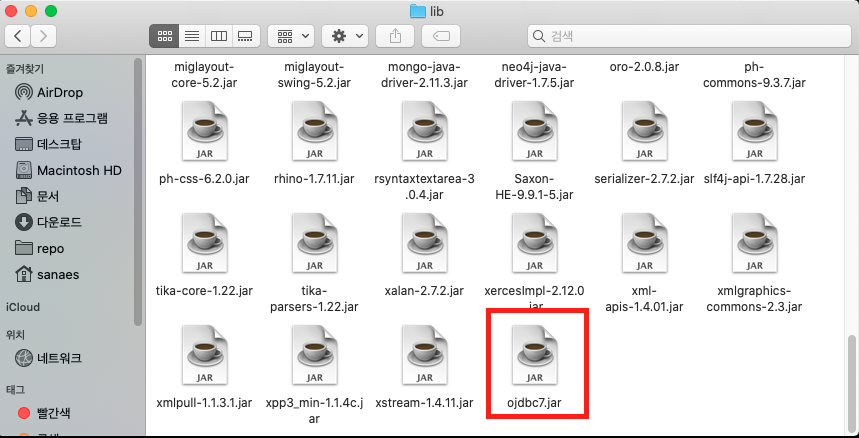 lib
검색
즐겨찾기
AirDrop
응용 프로그램
데스크탑
Macintosh HD
문서
다운로드
repo
sanaes
iCloud
위치
네트워크
태그
빨간색
miglayout-
core-5.2.jar
miglayout-
swing-5.2.jar
mongo-java-
driver-2.11.3.jar
neo4j-java-
driver-1.7.5.jar
oro-2.0.8.jar
ph-
commons-9.3.7.jar
JAR
JAR
JAR
JAR
JAR
JAR
ph-css-6.2.0.jar
rhino-1.7.11.jar
rsyntaxtextarea-3
.0.4.jar
Saxon-
HE-9.9.1-5.jar
serializer-2.7.2.jar
slf4j-api-1.7.28.jar
JAR
JAR
JAR
JAR
JAR
JAR
tika-core-1.22.jar
tika-
parsers-1.22.jar
xalan-2.7.2.jar
xercesImpl-2.12.0
.jar
xml-
apis-1.4.01.jar
xmlgraphics-
commons-2.3.jar
JAR
JAR
JAR
JAR
xmlpull-1.1.3.1.jar
xpp3_min-1.1.4c.j
ar
xstream-1.4.11.jar
ojdbc7.jar